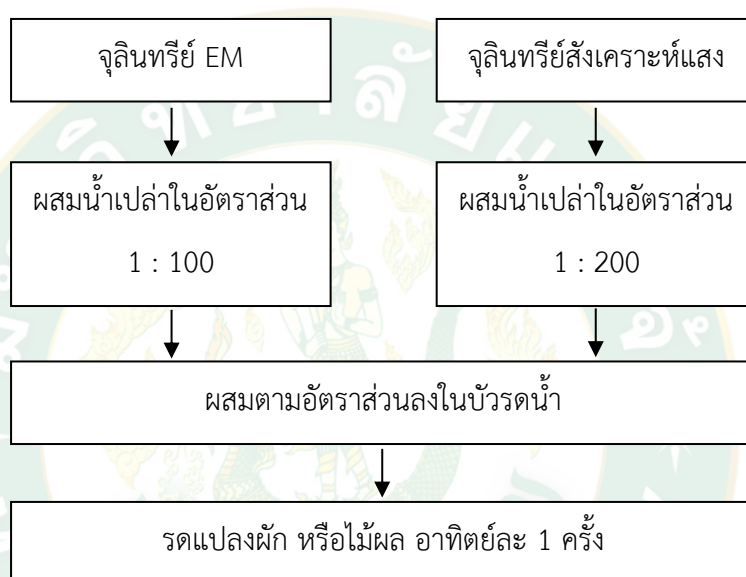 จุลินทรีย์ EM
จุลินทรีย์สังเคราะห์แสง
ผสมน้ำเปล่าในอัตราส่วน
1 : 100
ผสมน้ำเปล่าในอัตราส่วน
1 : 200
ผสมตามอัตราส่วนลงในบัวรดน้ำ
รดแปลงผัก หรือไม้ผล อาทิตย์ละ 1 ครั้ง